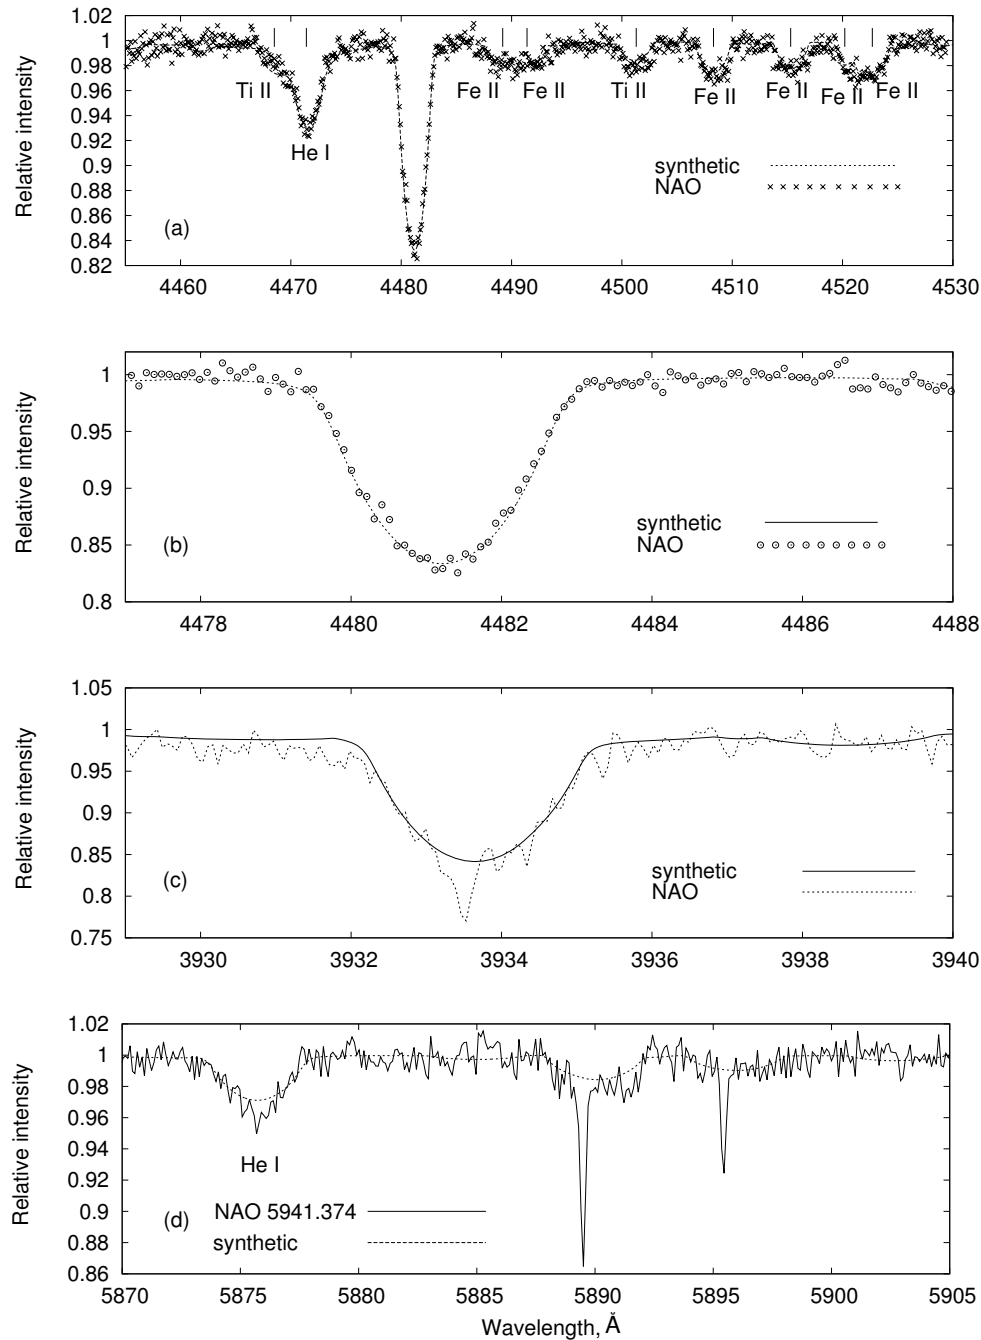 1.02
1
0.98
0.96
0.94
0.92
0.9
0.88
0.86
0.84
0.82
Relative intensity
Ti II
He I
Fe II
Fe II
Ti II
Fe II
Fe II
Fe II
Fe II
synthetic
NAO
(a)
4460 4470 4480 4490 4500 4510 4520 4530
1
0.95
0.9
0.85
0.8
Relative intensity
synthetic
NAO
(b)
4478 4480 4482 4484 4486 4488
1.05
1
0.95
0.9
0.85
0.8
0.75
Relative intensity
synthetic
NAO
(c)
3930 3932 3934 3936 3938 3940
1.02
1
0.98
0.96
0.94
0.92
0.9
0.88
0.86
Relative intensity
He I
NAO 5941.374
synthetic
(d)
5870 5875 5880 5885 5890 5895 5900 5905
Wavelength, Å